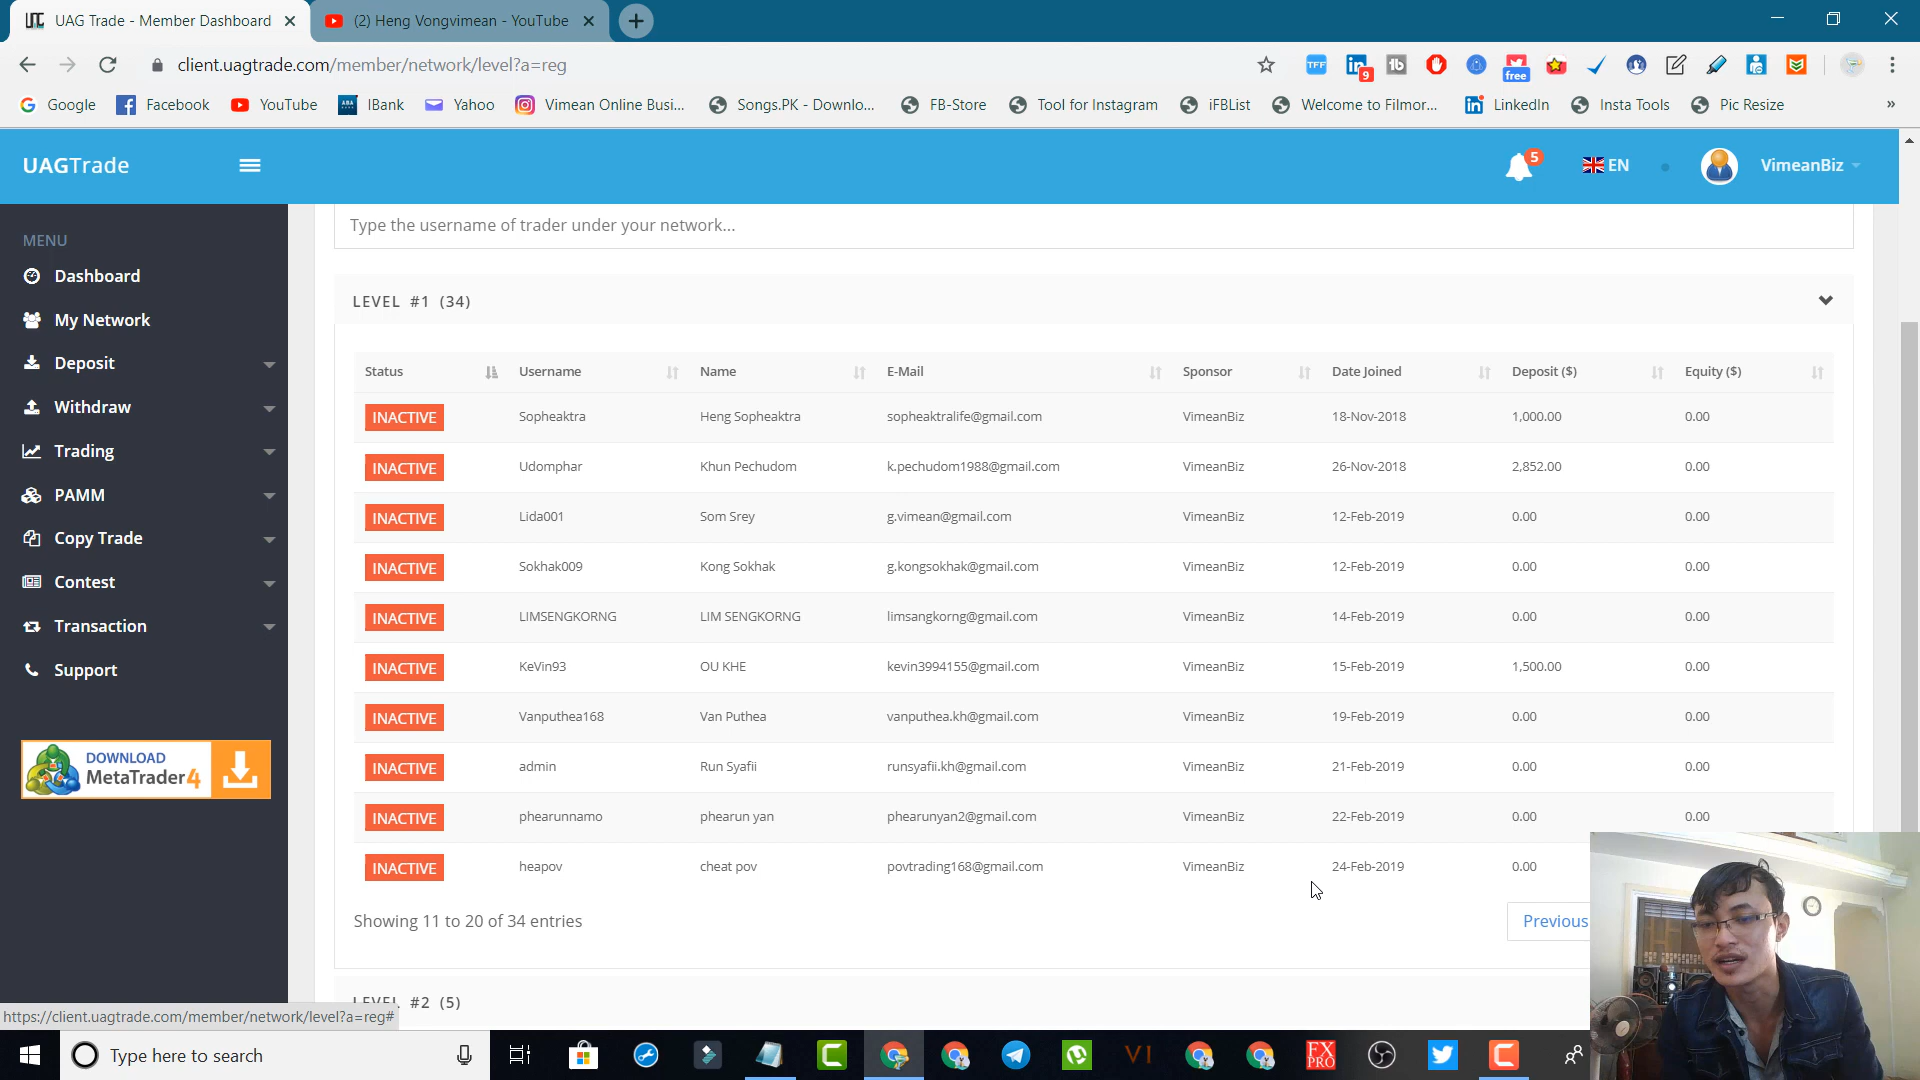 UAG Trade - Member Dashboard
(2) Heng Vongvimean - YouTube
client.uagtrade.com/member/network/level?a=reg
TFF
9
free
Google
Facebook
YouTube
ABA
IBank
Yahoo
Vimean Online Busi...
Songs.PK - Downlo...
FB-Store
Tool for Instagram
iFBList
Welcome to Filmor...
LinkedIn
Insta Tools
Pic Resize
»
UAGTrade
5
EN
VimeanBiz
MENU
Dashboard
My Network
Deposit
Withdraw
Trading
PAMM
Copy Trade
Contest
Transaction
Support
DOWNLOAD
MetaTrader 4
Type the username of trader under your network...
LEVEL #1 (34)
Status Username Name E-Mail Sponsor Date Joined Deposit ($) Equity ($)
INACTIVE Sopheaktra Heng Sopheaktra sopheaktralife@gmail.com VimeanBiz 18-Nov-2018 1,000.00 0.00
INACTIVE Udomphar Khun Pechudom k.pechudom1988@gmail.com VimeanBiz 26-Nov-2018 2,852.00 0.00
INACTIVE Lida001 Som Srey g.vimean@gmail.com VimeanBiz 12-Feb-2019 0.00 0.00
INACTIVE Sokhak009 Kong Sokhak g.kongsokhak@gmail.com VimeanBiz 12-Feb-2019 0.00 0.00
INACTIVE LIMSENGKORNG LIM SENGKORNG limsangkorng@gmail.com VimeanBiz 14-Feb-2019 0.00 0.00
INACTIVE KeVin93 OU KHE kevin3994155@gmail.com VimeanBiz 15-Feb-2019 1,500.00 0.00
INACTIVE Vanputhea168 Van Puthea vanputhea.kh@gmail.com VimeanBiz 19-Feb-2019 0.00 0.00
INACTIVE admin Run Syafii runsyafii.kh@gmail.com VimeanBiz 21-Feb-2019 0.00 0.00
INACTIVE phearunnamo phearun yan phearunyan2@gmail.com VimeanBiz 22-Feb-2019 0.00 0.00
INACTIVE heapov cheat pov povtrading168@gmail.com VimeanBiz 24-Feb-2019 0.00
Showing 11 to 20 of 34 entries
Previous
LEVEL #2 (5)
https://client.uagtrade.com/member/network/level?a=reg#
Type here to search
VI
FX
PRO